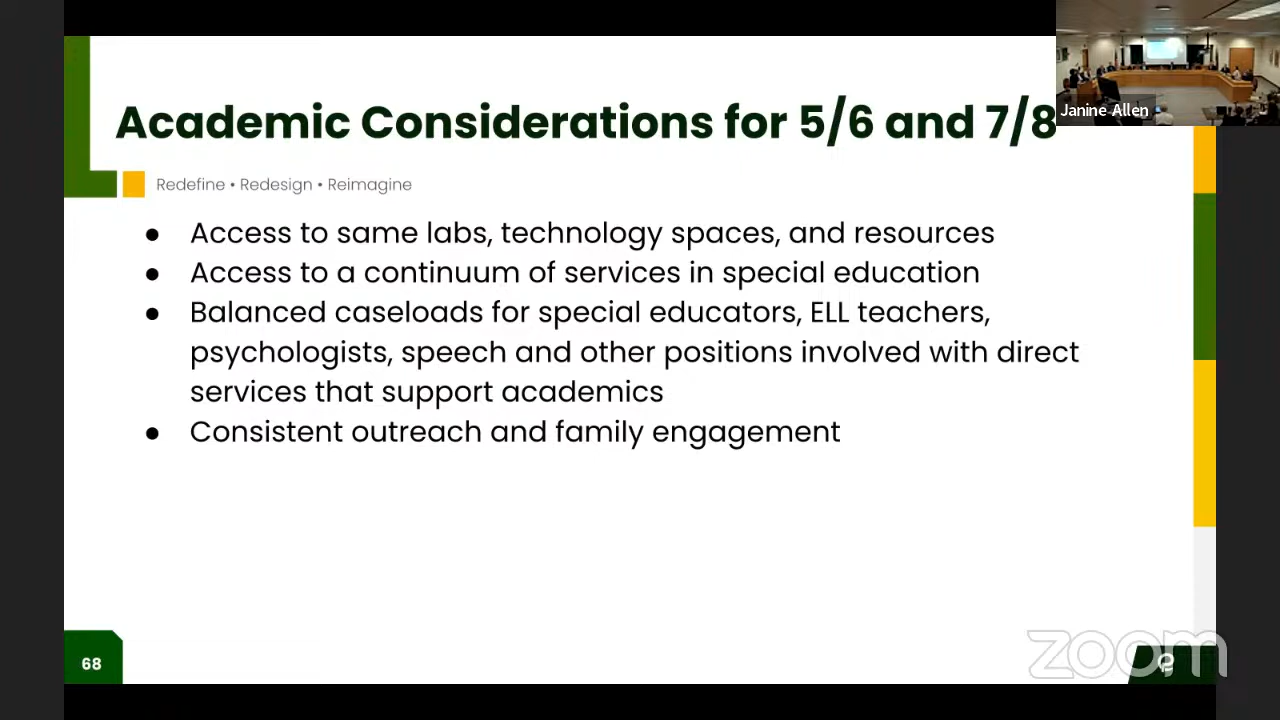 Academic Considerations for 5/6 and 7/8
Janine Allen
Redefine • Redesign • Reimagine
● Access to same labs, technology spaces, and resources
● Access to a continuum of services in special education
● Balanced caseloads for special educators, ELL teachers,
psychologists, speech and other positions involved with direct
services that support academics
● Consistent outreach and family engagement
68
zoom